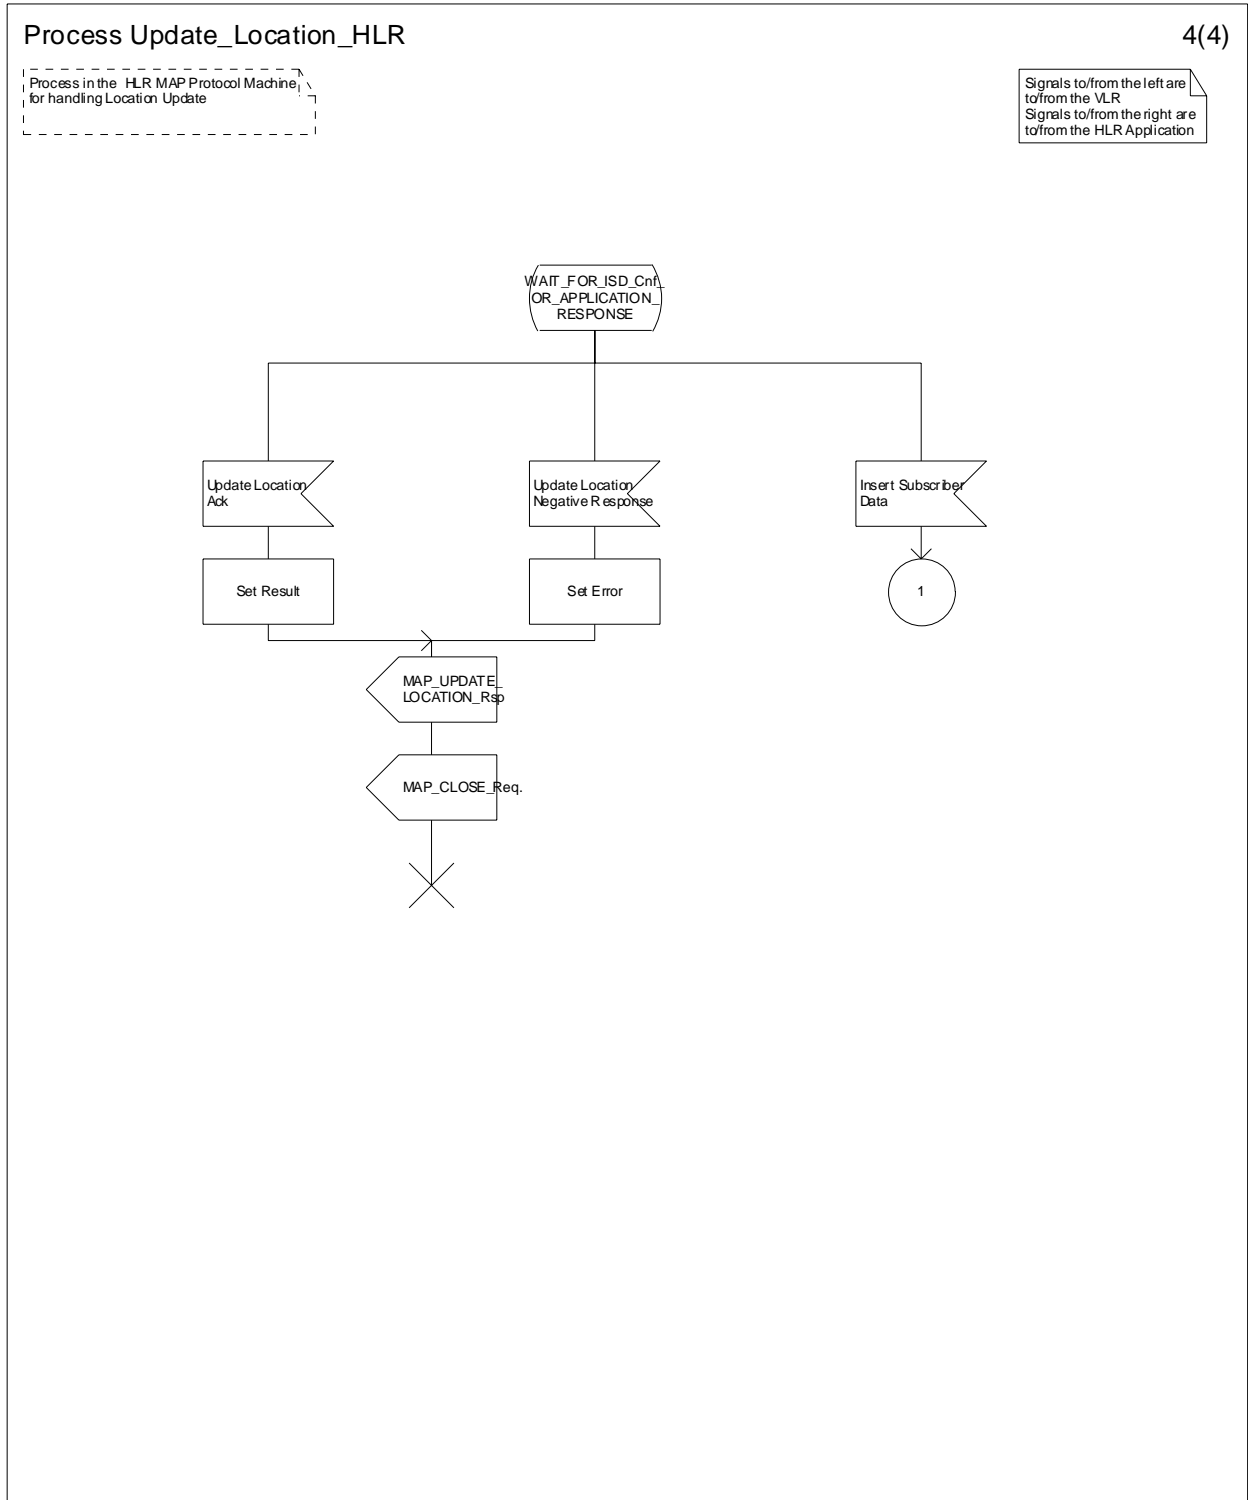 Process Update_Location_HLR
4(4)
Process in the HLR MAP Protocol Machine
for handling Location Update
Signals to/from the left are
to/from the VLR
Signals to/from the right are
to/from the HLR Application
WAIT_FOR_ISD_Cnf_
OR_APPLICATION_
RESPONSE
Update Location
Ack
Update Location
Negative Response
Insert Subscriber
Data
Set Result
Set Error
1
MAP_UPDATE_
LOCATION_Rsp
MAP_CLOSE_Req.